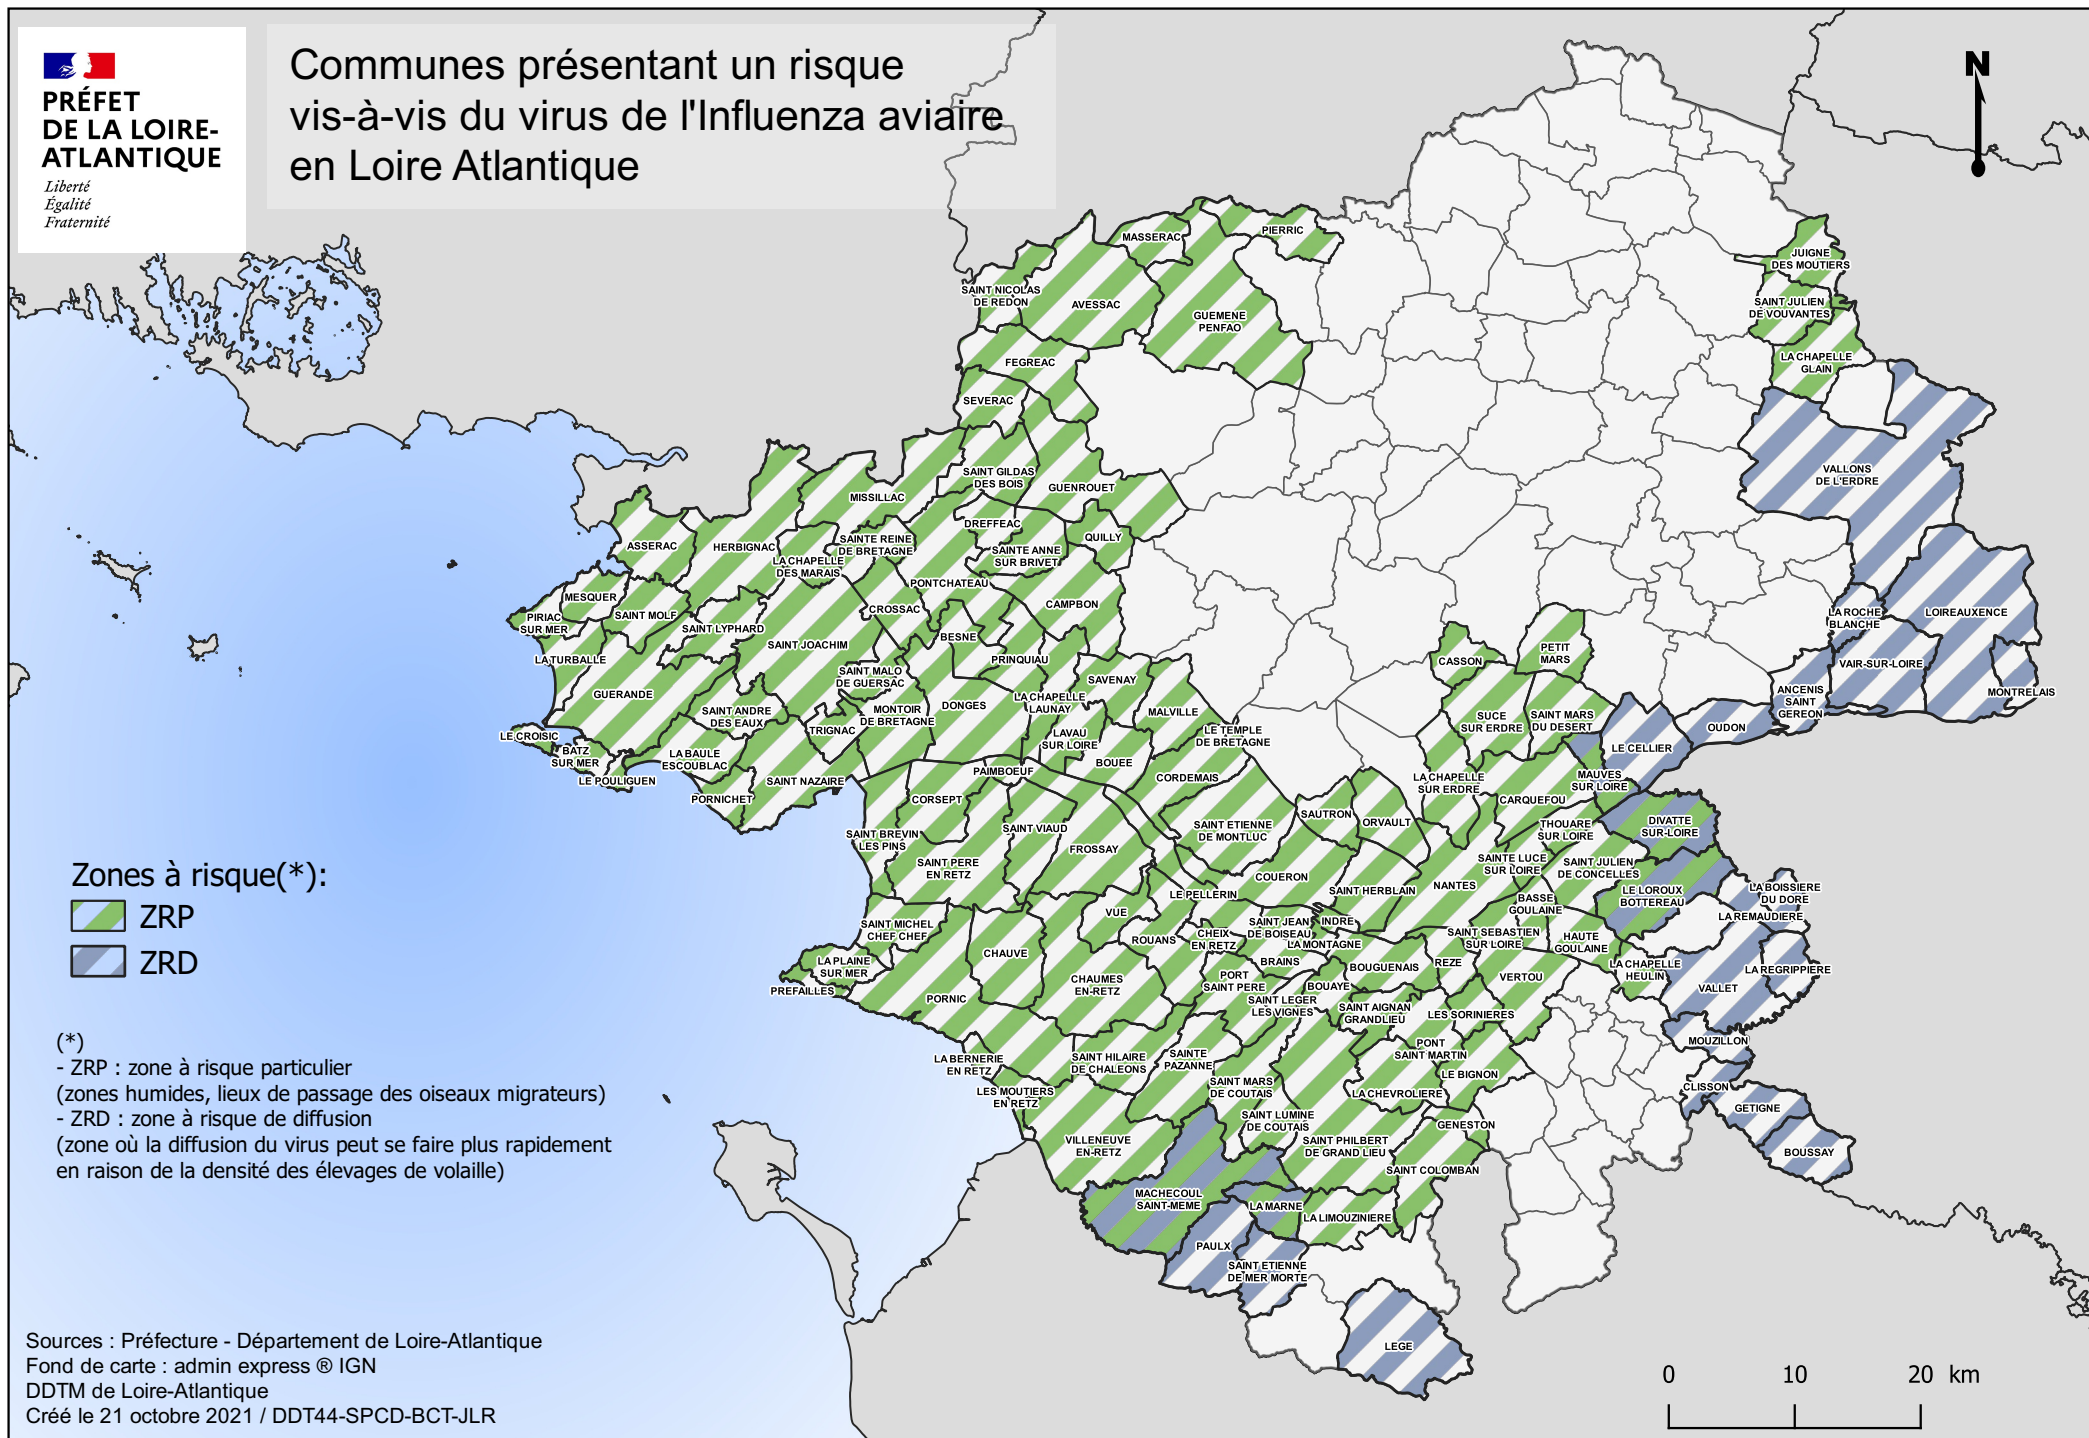 PRÉFET
DE LA LOIRE-
ATLANTIQUE
Liberté
Égalité
Fraternité
Communes présentant un risque
vis-à-vis du virus de l'Influenza aviaire
en Loire Atlantique
N
MASSERAC
PIERRIC
JUIGNE
DES MOUTIERS
SAINT NICOLAS
DE REDON
AVESSAC
GUEMENE
PENFAO
SAINT JULIEN
DE VOUVANTES
FEGREAC
LA CHAPELLE
GLAIN
SEVERAC
SAINT GILDAS
DES BOIS
VALLONS
DE L'ERDRE
GUENROUET
MISSILLAC
DREFFEAC
QUILLY
ASSERAC
HERBIGNAC
SAINTE REINE
DE BRETAGNE
SAINTE ANNE
SUR BRIVET
LA CHAPELLE
DES MARAIS
PONTCHATEAU
MESQUER
CROSSAC
CAMPBON
LA ROCHE
BLANCHE
LOIREAUXENCE
PIRIAC
SUR MER
SAINT MOLF
SAINT LYPHARD
SAINT JOACHIM
BESNE
PETIT
MARS
LA TURBALLE
PRINQUIAU
CASSON
VAIR-SUR-LOIRE
SAINT MALO
DE GUERSAC
SAVENAY
GUERANDE
MONTRELAIS
ANCENIS
SAINT
GEREON
LA CHAPELLE
LAUNAY
DONGES
SAINT ANDRE
DES EAUX
MONTOIR
DE BRETAGNE
MALVILLE
SUCE
SUR ERDRE
SAINT MARS
DU DESERT
OUDON
TRIGNAC
LE CROISIC
LAVAU
SUR LOIRE
LE TEMPLE
DE BRETAGNE
LE CELLIER
BATZ
SUR MER
LA BAULE
ESCOUBLAC
BOUEE
LE POULIGUEN
SAINT NAZAIRE
PAIMBOEUF
CORDEMAIS
LA CHAPELLE
SUR ERDRE
MAUVES
SUR LOIRE
PORNICHET
CORSEPT
CARQUEFOU
SAUTRON
ORVAULT
DIVATTE
SUR-LOIRE
SAINT BREVIN
LES PINS
SAINT VIAUD
SAINT ETIENNE
DE MONTLUC
THOUARE
SUR LOIRE
FROSSAY
SAINT PERE
EN RETZ
SAINTE LUCE
SUR LOIRE
SAINT JULIEN
DE CONCELLES
COUERON
Zones à risque(*):
ZRP
ZRD
LE PELLERIN
SAINT HERBLAIN
NANTES
LE LOROUX
BOTTEREAU
LA BOISSIERE
DU DORE
BASSE
GOULAINE
VUE
SAINT MICHEL
CHEF CHEF
LA REMAUDIERE
SAINT JEAN
DE BOISEAU
INDRE
CHEIX
EN RETZ
ROUANS
LA MONTAGNE
SAINT SEBASTIEN
SUR LOIRE
HAUTE
GOULAINE
CHAUVE
LA PLAINE
SUR MER
BRAINS
BOUGUENAIS
REZE
VERTOU
LA CHAPELLE
HEULIN
LA REGRIPPIERE
CHAUMES
EN-RETZ
PORT
SAINT PERE
BOUAYE
VALLET
PREFAILLES
PORNIC
SAINT LEGER
LES VIGNES
SAINT AIGNAN
GRANDLIEU
LES SORINIERES
MOUZILLON
(*)
- ZRP : zone à risque particulier
(zones humides, lieux de passage des oiseaux migrateurs)
- ZRD : zone à risque de diffusion
(zone où la diffusion du virus peut se faire plus rapidement
en raison de la densité des élevages de volaille)
LA BERNERIE
EN RETZ
SAINT HILAIRE
DE CHALEONS
SAINTE
PAZANNE
PONT
SAINT MARTIN
LE BIGNON
LES MOUTIERS
EN RETZ
SAINT MARS
DE COUTAIS
LA CHEVROLIERE
CLISSON
GETIGNE
SAINT LUMINE
DE COUTAIS
GENESTON
VILLENEUVE
EN-RETZ
SAINT PHILBERT
DE GRAND LIEU
BOUSSAY
SAINT COLOMBAN
MACHECOUL
SAINT-MEME
LA MARNE
LA LIMOUZINIERE
PAULX
SAINT ETIENNE
DE MER MORTE
LEGE
Sources : Préfecture - Département de Loire-Atlantique
Fond de carte : admin express ® IGN
DDTM de Loire-Atlantique
Créé le 21 octobre 2021 / DDT44-SPCD-BCT-JLR
0 10 20 km